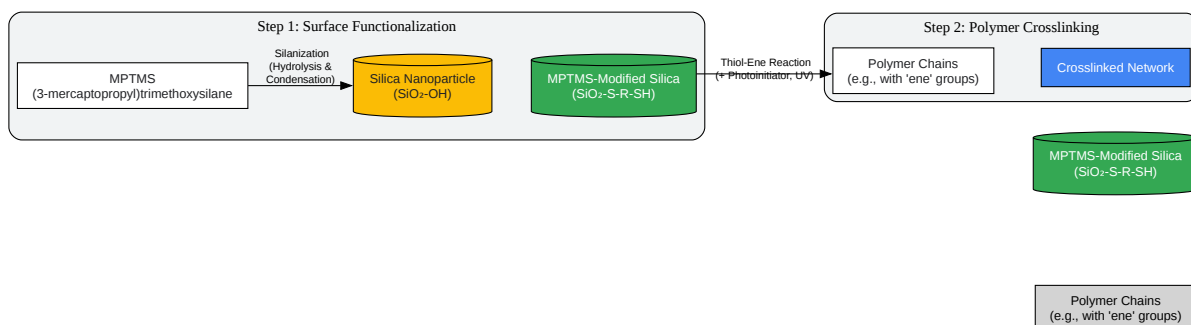 Step 1: Surface Functionalization
MPTMS
(3-mercaptopropyl)trimethoxysilane
Silanization
(Hydrolysis &
Condensation)
Silica Nanoparticle
(SiO₂-OH)
MPTMS-Modified Silica
(SiO₂-S-R-SH)
Thiol-Ene Reaction
(+ Photoinitiator, UV)
Step 2: Polymer Crosslinking
Polymer Chains
(e.g., with 'ene' groups)
Crosslinked Network
MPTMS-Modified Silica
(SiO₂-S-R-SH)
Polymer Chains
(e.g., with 'ene' groups)